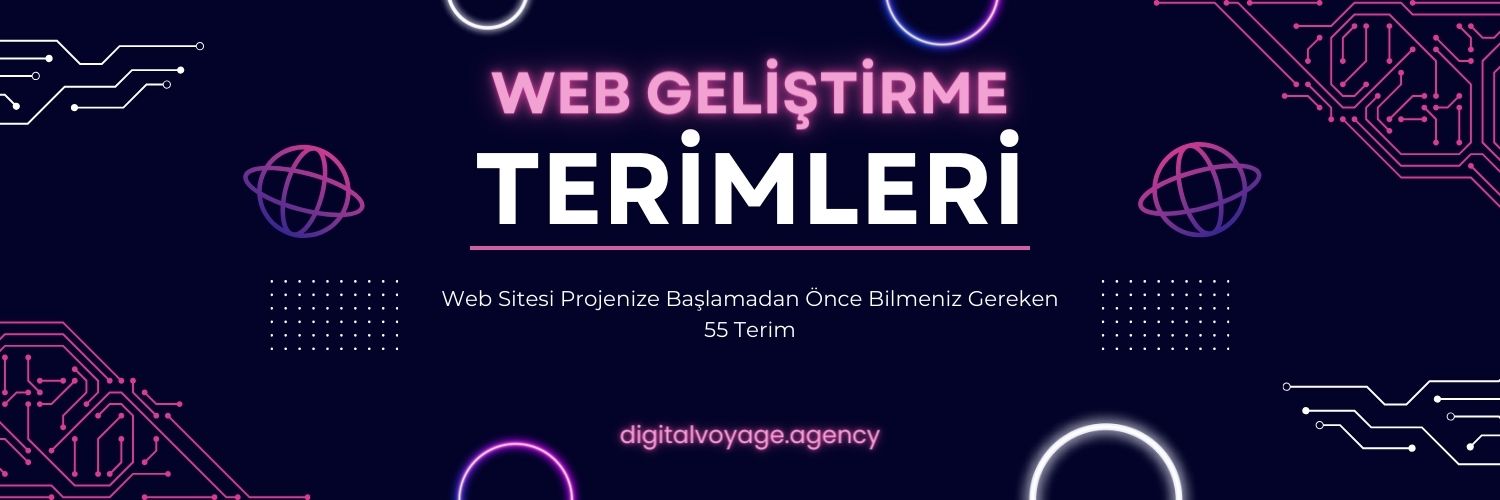 WEB GELİŞTİRME
TERİMLERİ
Web Sitesi Projenize Başlamadan Önce Bilmeniz Gereken
55 Terim
digitalvoyage.agency